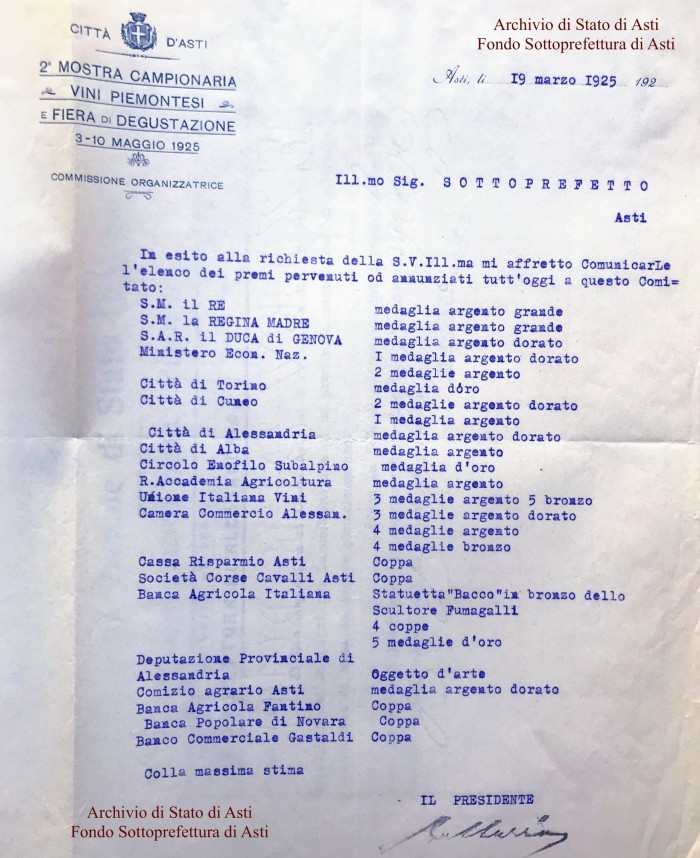 Archivio di Stato di Asti
Fondo Sottoprefettura di Asti
CITTÀ D'ASTI
2ª MOSTRA CAMPIONARIA
VINI PIEMONTESI
E FIERA DI DEGUSTAZIONE
3-10 MAGGIO 1925
COMMISSIONE ORGANIZZATRICE
Asti, li 19 marzo 1925 192
Ill.mo Sig. SOTTOPREFETTO
Asti
In esito alla richiesta della S.V.Ill.ma mi affretto ComunicarLe
l'elenco dei premi pervenuti od annunziati tutt'oggi a questo Comi=
tato:
S.M. il RE medaglia argento grande
S.M. la REGINA MADRE medaglia argento grande
S.A.R. il DUCA di GENOVA medaglia argento dorato
Ministero Econ. Naz. I medaglia argento dorato
2 medaglie argento
Città di Torino medaglia dóro
Città di Cuneo 2 medaglie argento dorato
I medaglia argento
Città di Alessandria medaglia argento dorato
Città di Alba medaglia argento
Circolo Enofilo Subalpino medaglia d'oro
R.Accademia Agricoltura medaglia argento
Unione Italiana Vini 3 medaglie argento 5 bronzo
Camera Commercio Alessan. 3 medaglie argento dorato
4 medaglie argento
4 medaglie bronzo
Cassa Risparmio Asti Coppa
Società Corse Cavalli Asti Coppa
Banca Agricola Italiana Statuetta"Bacco"in bronzo dello
Scultore Fumagalli
4 coppe
5 medaglie d'oro
Deputazione Provinciale di
Alessandria Oggetto d'arte
Comizio agrario Asti medaglia argento dorato
Banca Agricola Fantino Coppa
Banca Popolare di Novara Coppa
Banco Commerciale Gastaldi Coppa
Colla massima stima
IL PRESIDENTE
Archivio di Stato di Asti
Fondo Sottoprefettura di Asti